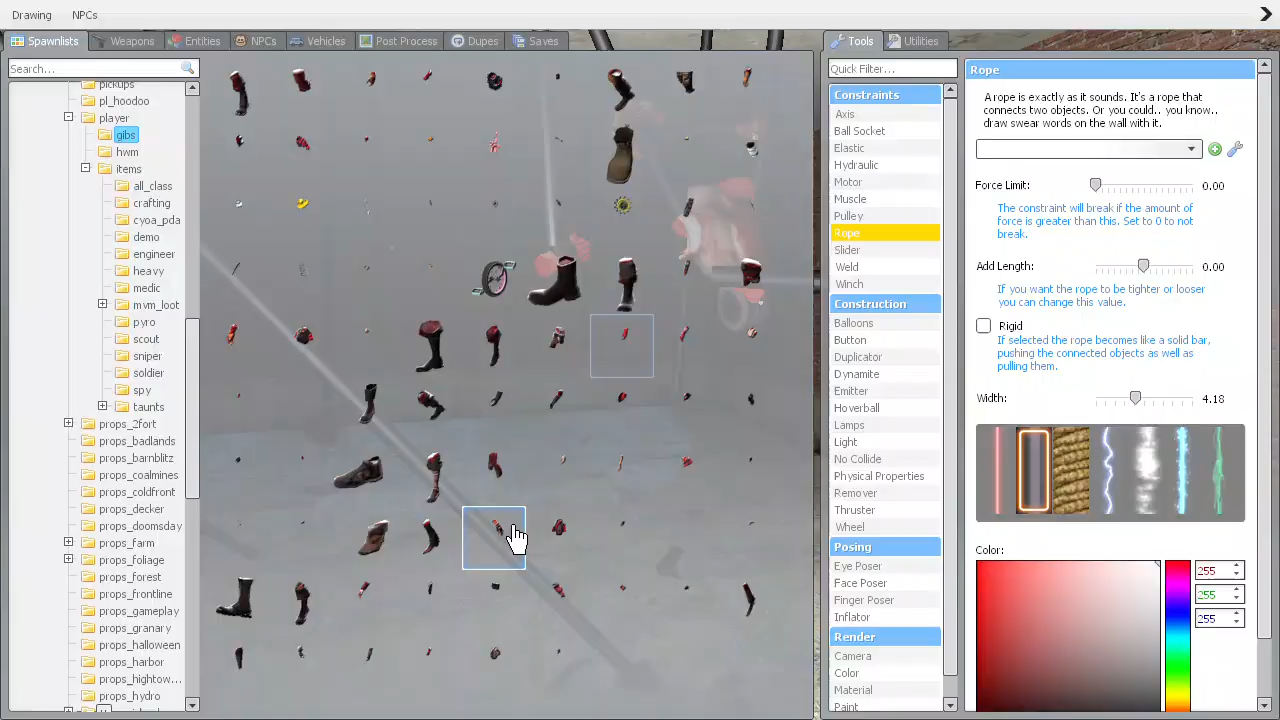 Drawing NPCs
Spawnlists Weapons Entities NPCs Vehicles Post Process Dupes Saves
Search...
pickups
pl_hoodoo
player
gibs
hwm
items
all_class
crafting
cyoa_pda
demo
engineer
heavy
medic
mvm_loot
pyro
scout
sniper
soldier
spy
taunts
props_2fort
props_badlands
props_barnblitz
props_coalmines
props_coldfront
props_decker
props_doomsday
props_farm
props_foliage
props_forest
props_frontline
props_gameplay
props_granary
props_halloween
props_harbor
props_hightow...
props_hydro
Tools Utilities
Quick Filter...
Constraints
Axis
Ball Socket
Elastic
Hydraulic
Motor
Muscle
Pulley
Rope
Slider
Weld
Winch
Construction
Balloons
Button
Duplicator
Dynamite
Emitter
Hoverball
Lamps
Light
No Collide
Physical Properties
Remover
Thruster
Wheel
Posing
Eye Poser
Face Poser
Finger Poser
Inflator
Render
Camera
Color
Material
Paint
Rope
A rope is exactly as it sounds. It's a rope that
connects two objects. Or you could.. you know..
draw swear words on the wall with it.
Force Limit: 0.00
The constraint will break if the amount of
force is greater than this. Set to 0 to not
break.
Add Length: 0.00
If you want the rope to be tighter or looser
you can change this value.
Rigid
If selected the rope becomes like a solid bar,
pushing the connected objects as well as
pulling them.
Width: 4.18
Color:
255
255
255